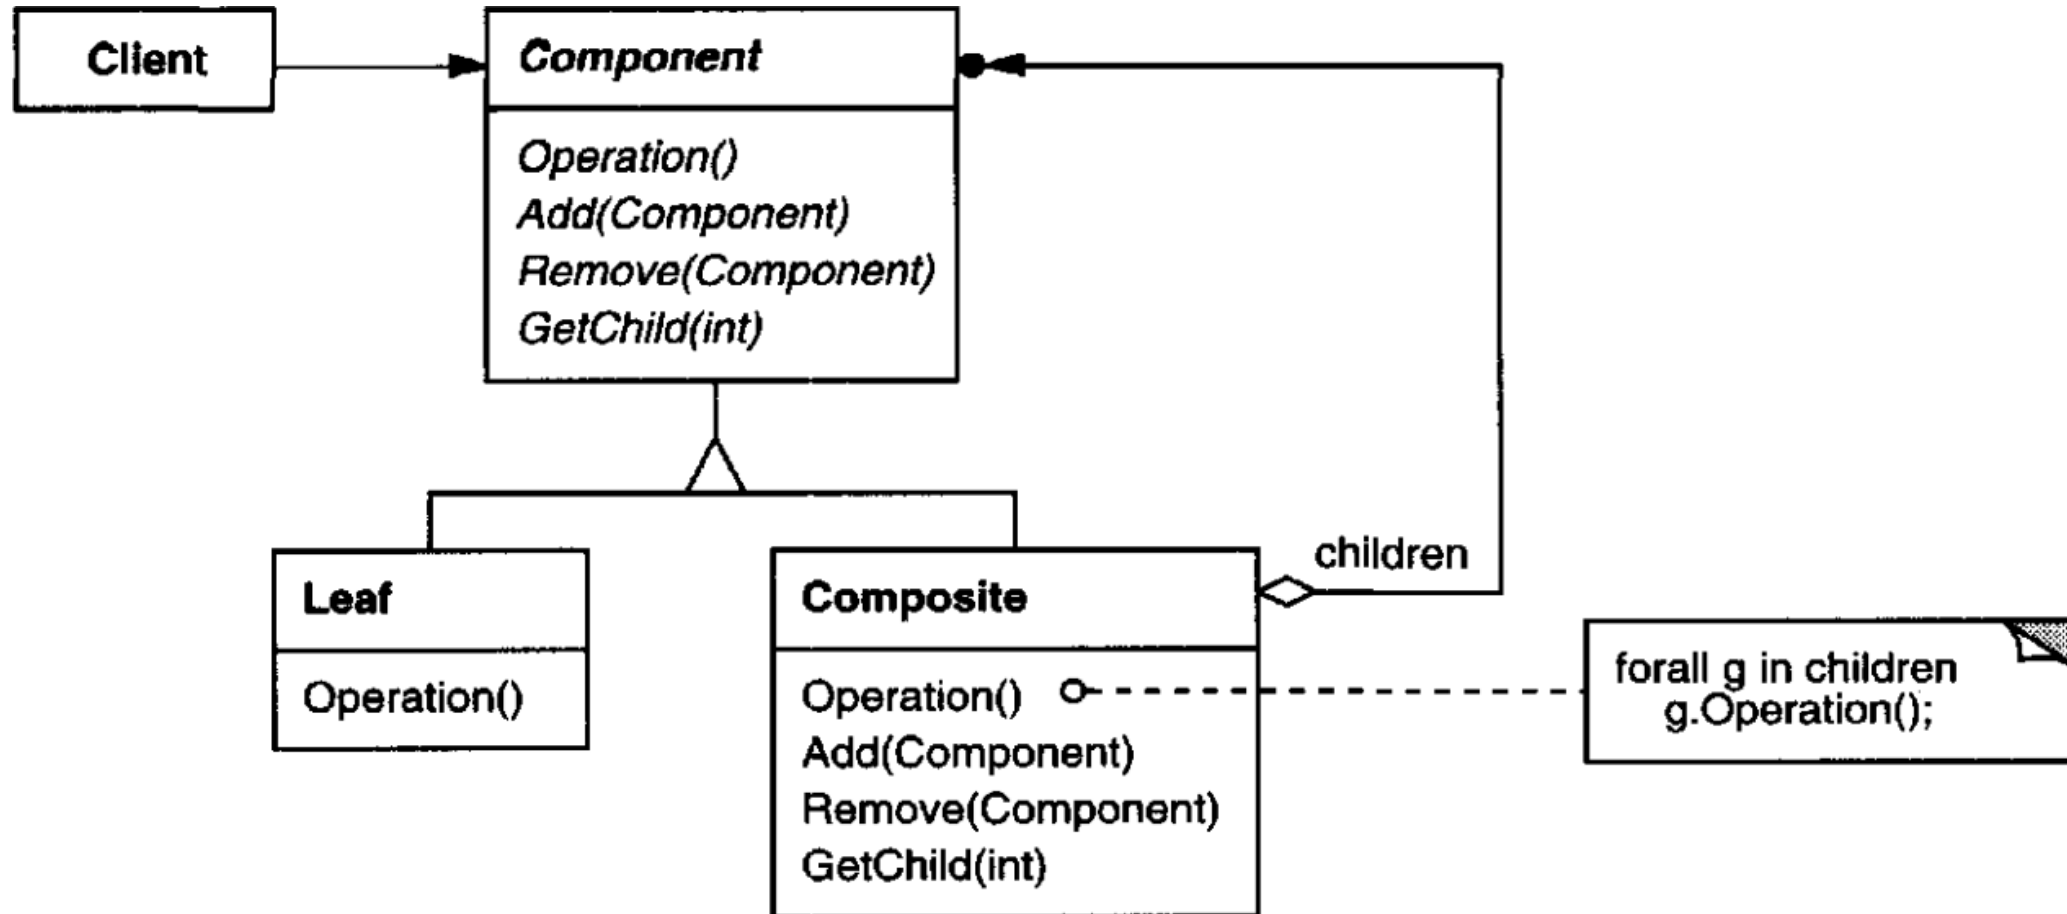 Client
Component
Operation()
Add(Component)
Remove(Component)
GetChild(int)
Leaf
Operation()
Composite
Operation()
Add(Component)
Remove(Component)
GetChild(int)
children
forall g in children
g.Operation();